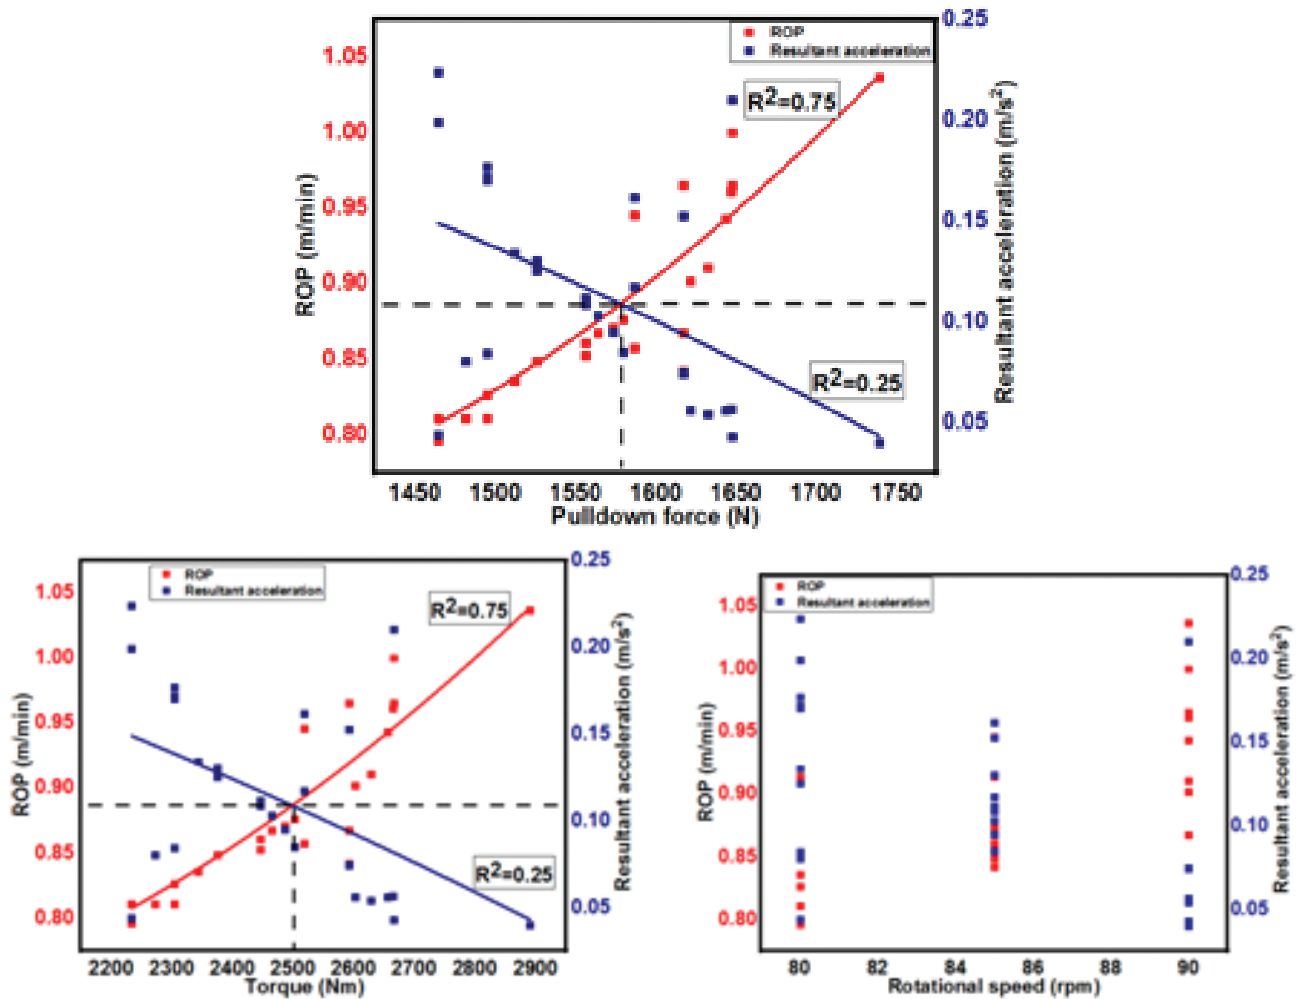 ROP
Resultant acceleration
R²=0.75
R²=0.25
1.05
1.00
0.95
0.90
0.85
0.80
ROP (m/min)
0.25
0.20
0.15
0.10
0.05
Resultant acceleration (m/s²)
1450 1500 1550 1600 1650 1700 1750
Pulldown force (N)
ROP
Resultant acceleration
R²=0.75
R²=0.25
1.05
1.00
0.95
0.90
0.85
0.80
ROP (m/min)
0.25
0.20
0.15
0.10
0.05
Resultant acceleration (m/s²)
2200 2300 2400 2500 2600 2700 2800 2900
Torque (Nm)
ROP
Resultant acceleration
1.05
1.00
0.95
0.90
0.85
0.80
ROP (m/min)
0.25
0.20
0.15
0.10
0.05
Resultant acceleration (m/s²)
80 82 84 86 88 90
Rotational speed (rpm)